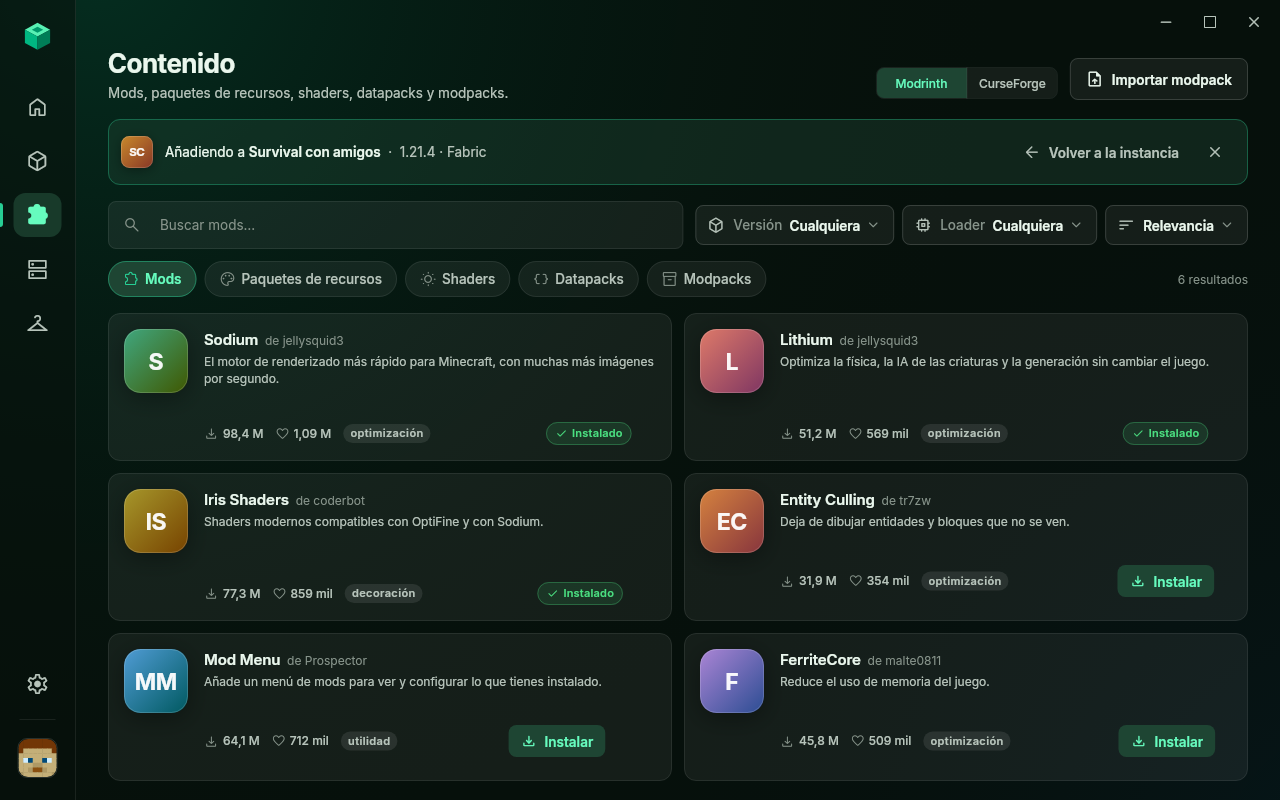 Contenido
Mods, paquetes de recursos, shaders, datapacks y modpacks.
Modrinth
CurseForge
Importar modpack
SC
Añadiendo a Survival con amigos · 1.21.4 · Fabric
Volver a la instancia
Buscar mods...
Versión Cualquiera
Loader Cualquiera
Relevancia
Mods
Paquetes de recursos
Shaders
Datapacks
Modpacks
6 resultados
S
Sodium de jellysquid3
El motor de renderizado más rápido para Minecraft, con muchas más imágenes
por segundo.
98,4 M 1,09 M optimización Instalado
L
Lithium de jellysquid3
Optimiza la física, la IA de las criaturas y la generación sin cambiar el juego.
51,2 M 569 mil optimización Instalado
IS
Iris Shaders de coderbot
Shaders modernos compatibles con OptiFine y con Sodium.
77,3 M 859 mil decoración Instalado
EC
Entity Culling de tr7zw
Deja de dibujar entidades y bloques que no se ven.
31,9 M 354 mil optimización Instalar
MM
Mod Menu de Prospector
Añade un menú de mods para ver y configurar lo que tienes instalado.
64,1 M 712 mil utilidad Instalar
F
FerriteCore de malte0811
Reduce el uso de memoria del juego.
45,8 M 509 mil optimización Instalar